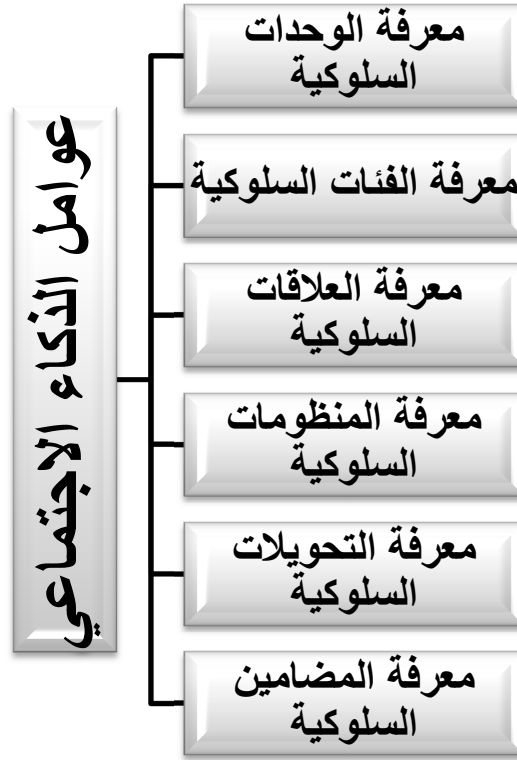 عوامل الذكاء الاجتماعي
معرفة الوحدات
السلوكية
معرفة الفئات السلوكية
معرفة العلاقات
السلوكية
معرفة المنظومات
السلوكية
معرفة التحويلات
السلوكية
معرفة المضامين
السلوكية